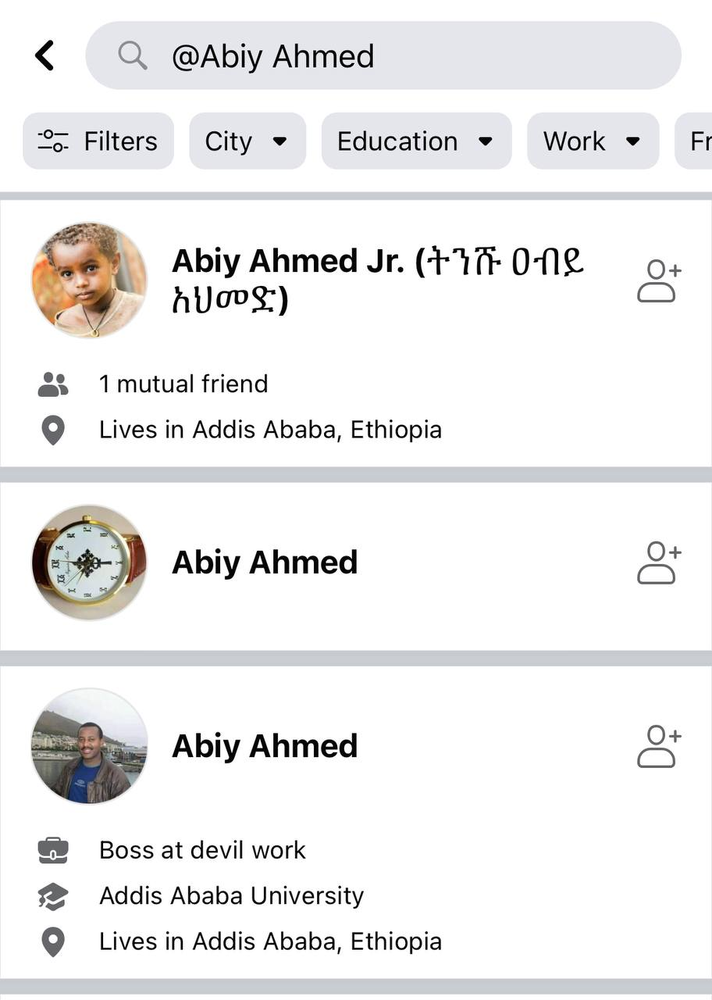 @Abiy Ahmed
Filters
City
Education
Work
Fr
Abiy Ahmed Jr. (ትንሹ ዐብይ
አህመድ)
1 mutual friend
Lives in Addis Ababa, Ethiopia
Abiy Ahmed
Abiy Ahmed
Boss at devil work
Addis Ababa University
Lives in Addis Ababa, Ethiopia